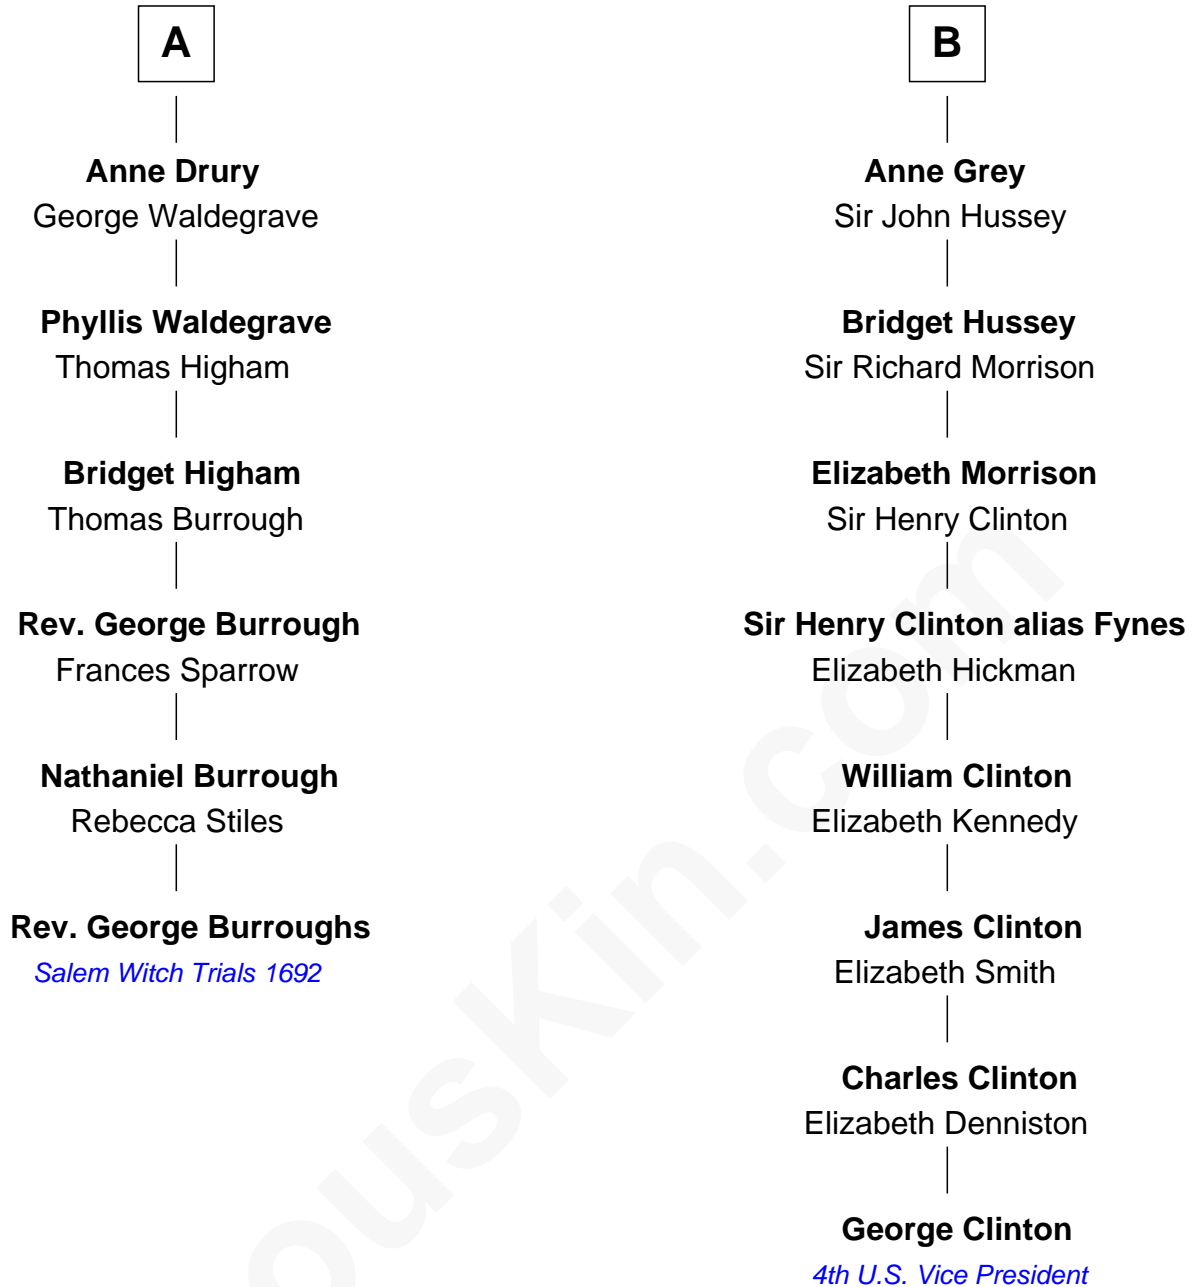 A
Anne Drury
George Waldegrave
Phyllis Waldegrave
Thomas Higham
Bridget Higham
Thomas Burrough
Rev. George Burrough
Frances Sparrow
Nathaniel Burrough
Rebecca Stiles
Rev. George Burroughs
Salem Witch Trials 1692
B
Anne Grey
Sir John Hussey
Bridget Hussey
Sir Richard Morrison
Elizabeth Morrison
Sir Henry Clinton
Sir Henry Clinton alias Fynes
Elizabeth Hickman
William Clinton
Elizabeth Kennedy
James Clinton
Elizabeth Smith
Charles Clinton
Elizabeth Denniston
George Clinton
4th U.S. Vice President
ousKin.com